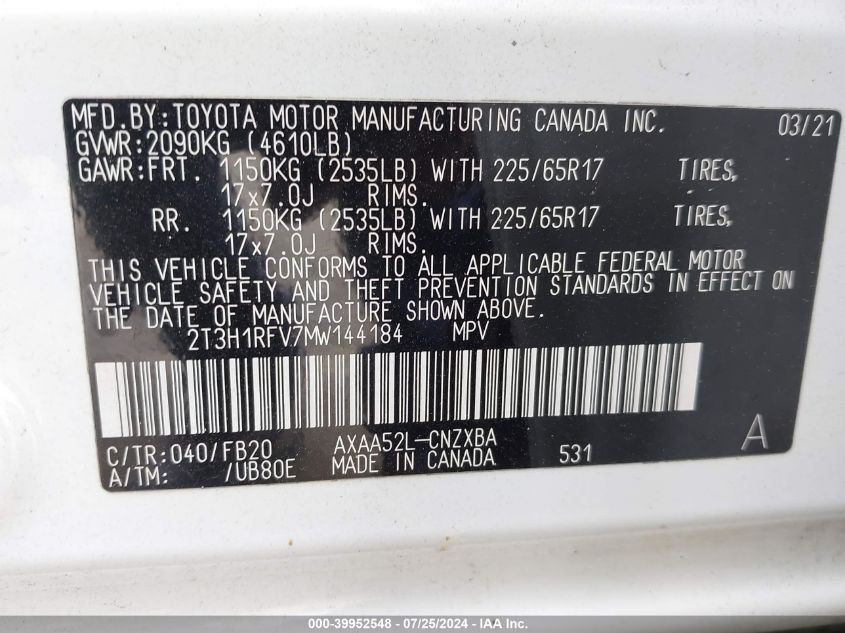 MFD.BY:TOYOTA MOTOR MANUFACTURING CANADA INC. 03/21
GVWR:2090KG (4610LB)
GAWR:FRT. 1150KG (2535LB) WITH 225/65R17 TIRES,
17x7.0J RIMS.
RR. 1150KG (2535LB) WITH 225/65R17 TIRES,
17x7.0J RIMS.
THIS VEHICLE CONFORMS TO ALL APPLICABLE FEDERAL MOTOR
VEHICLE SAFETY AND THEFT PREVENTION STANDARDS IN EFFECT ON
THE DATE OF MANUFACTURE SHOWN ABOVE.
2T3H1RFV7MW144184 MPV
C/TR:040/FB20 AXAA52L-CNZXBA A
A/TM: /UB80E MADE IN CANADA 531
000-39952548 - 07/25/2024 - IAA Inc.